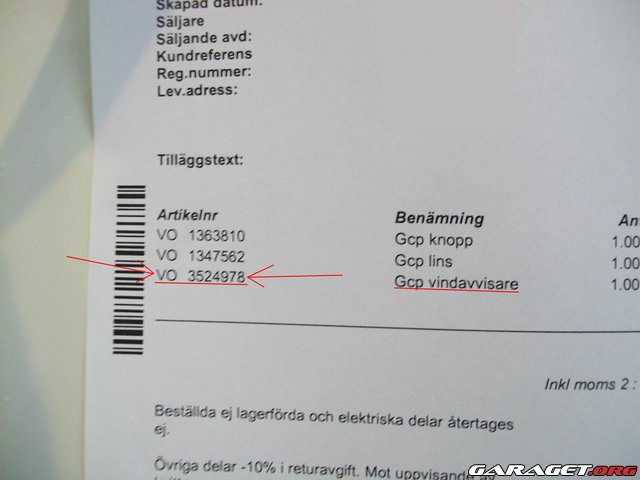 Skapad datum:
Säljare
Säljande avd:
Kundreferens
Reg.nummer:
Lev.adress:
Tilläggstext:
Artikelnr Benämning An
VO 1363810 Gcp knopp 1.00
VO 1347562 Gcp lins 1.00
VO 3524978 Gcp vindavvisare 1.00
Inkl moms 2 :
Beställda ej lagerförda och elektriska delar återtages
ej.
Övriga delar -10% i returavgift. Mot uppvisande av
GARAGET.ORG